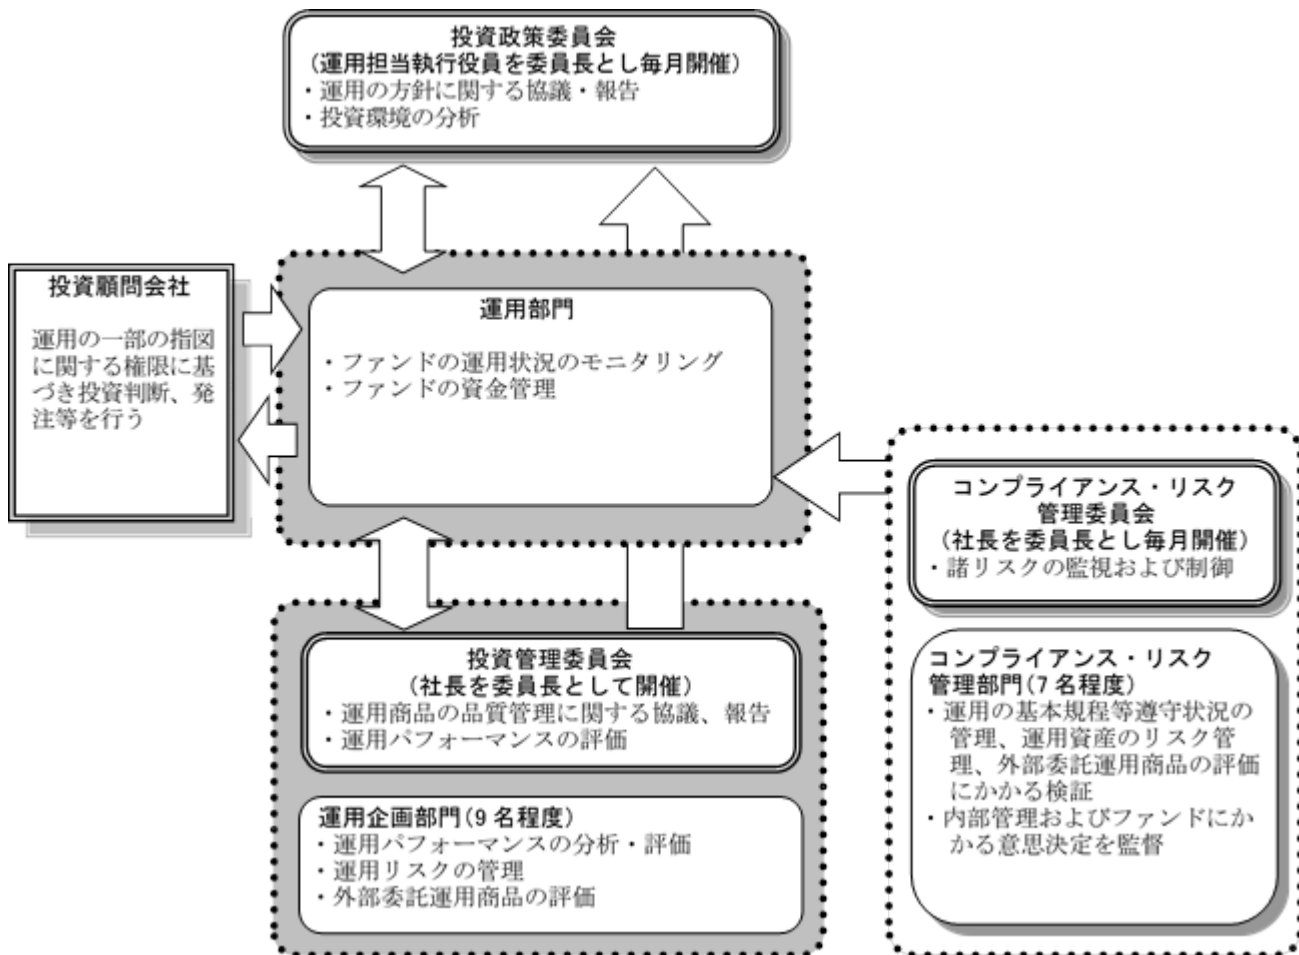 投資政策委員会
(運用担当執行役員を委員長とし毎月開催)
・運用の方針に関する協議・報告
・投資環境の分析
投資顧問会社
運用の一部の指図
に関する権限に基
づき投資判断、発
注等を行う
運用部門
・ファンドの運用状況のモニタリング
・ファンドの資金管理
コンプライアンス・リスク
管理委員会
(社長を委員長とし毎月開催)
・諸リスクの監視および制御
投資管理委員会
(社長を委員長として開催)
・運用商品の品質管理に関する協議、報告
・運用パフォーマンスの評価
運用企画部門(9名程度)
・運用パフォーマンスの分析・評価
・運用リスクの管理
・外部委託運用商品の評価
コンプライアンス・リスク
管理部門(7名程度)
・運用の基本規程等遵守状況の
管理、運用資産のリスク管
理、外部委託運用商品の評価
にかかる検証
・内部管理およびファンドにか
かる意思決定を監督